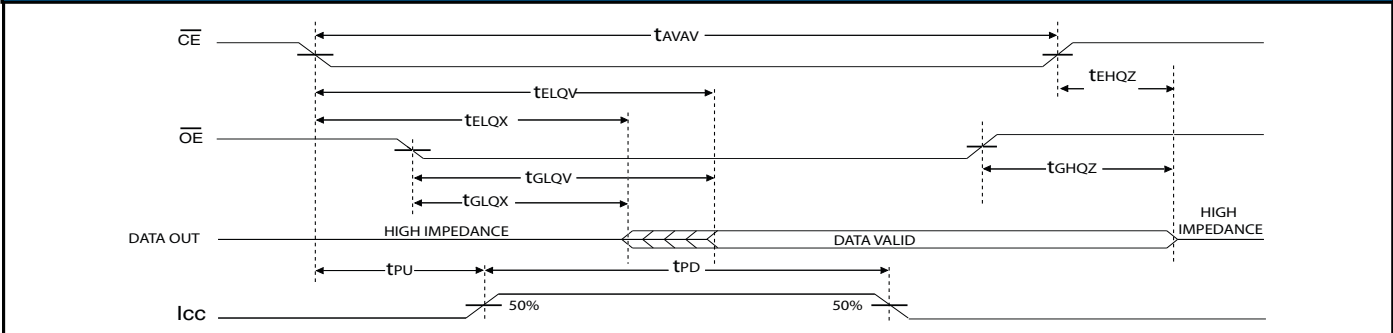 CE
tAVAV
tEHQZ
tELQV
tELQX
OE
tGLQV
tGHQZ
tGLQX
DATA OUT
HIGH IMPEDANCE
DATA VALID
HIGH
IMPEDANCE
tPU
tPD
Icc
50%
50%